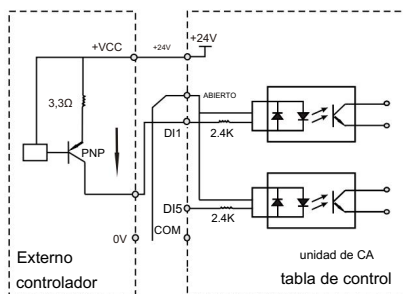 +VCC
+24V
+24V
3,3Ω
ABIERTO
PNP
DI1
2.4K
DI5
2.4K
0V
COM
Externo
controlador
unidad de CA
tabla de control